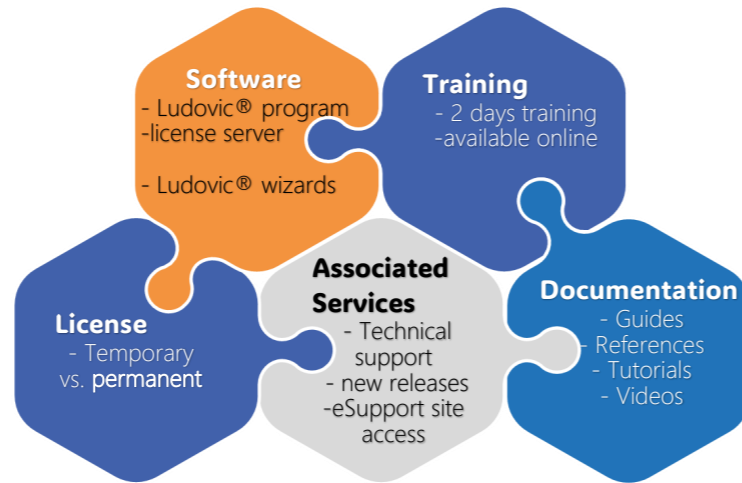 Software
- Ludovic® program
-license server
- Ludovic® wizards
Training
- 2 days training
-available online
License
- Temporary
vs. permanent
Associated
Services
- Technical
support
- new releases
-eSupport site
access
Documentation
- Guides
- References
- Tutorials
- Videos